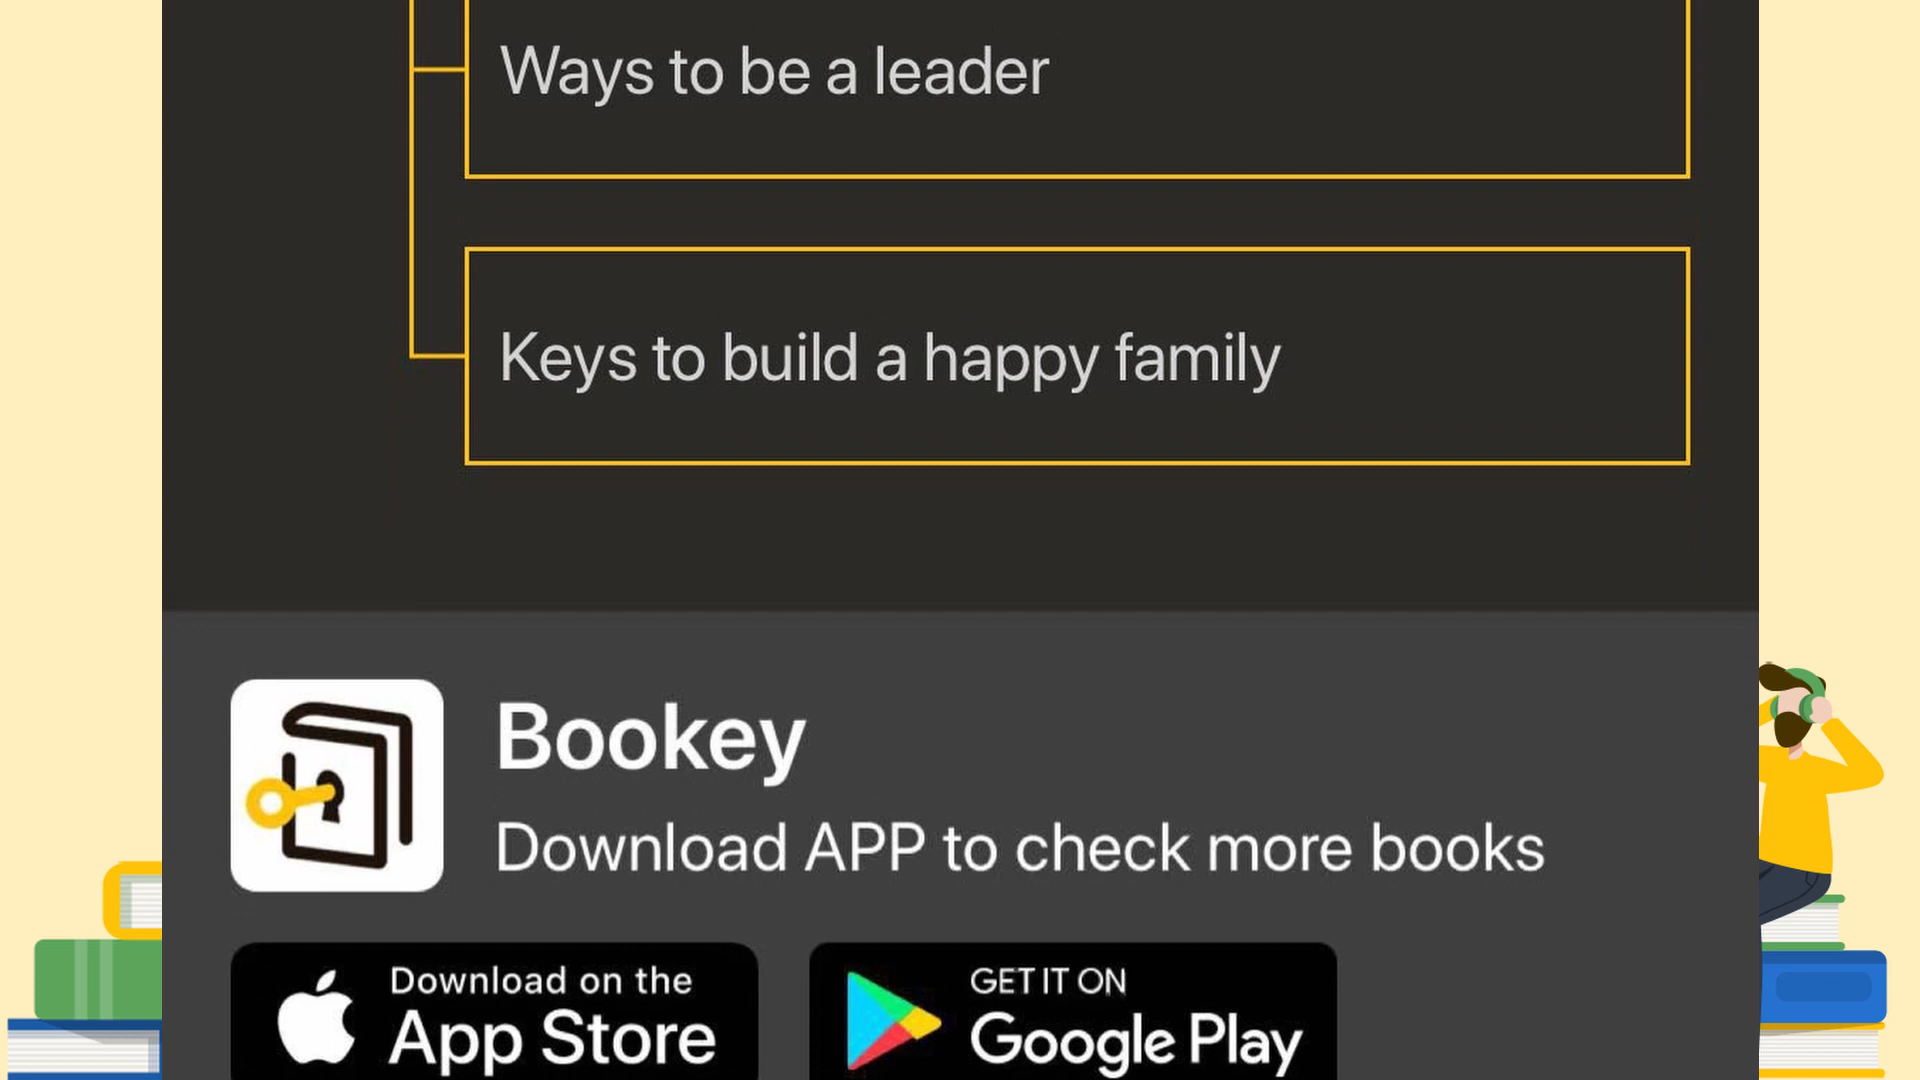 Ways to be a leader
Keys to build a happy family
Bookey
Download APP to check more books
Download on the
App Store
GET IT ON
Google Play